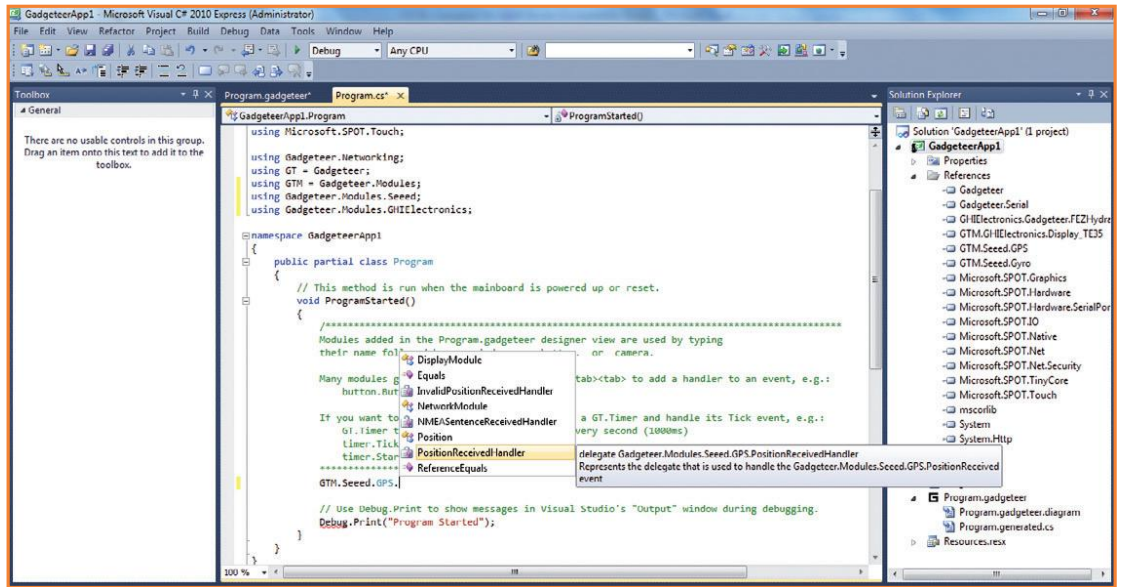 GadgeteerApp1 - Microsoft Visual C# 2010 Express (Administrator)
File Edit View Refactor Project Build Debug Data Tools Window Help
Debug
Any CPU
Toolbox
General
There are no usable controls in this group.
Drag an item onto this text to add it to the
toolbox.
Program.gadgeteer*
Program.cs*
GadgeteerApp1.Program
ProgramStarted()
using Microsoft.SPOT.Touch;
using Gadgeteer.Networking;
using GT = Gadgeteer;
using GTM = Gadgeteer.Modules;
using Gadgeteer.Modules.Seeed;
using Gadgeteer.Modules.GHIElectronics;
namespace GadgeteerApp1
{
public partial class Program
{
// This method is run when the mainboard is powered up or reset.
void ProgramStarted()
{
/*******************************************************************************************
Modules added in the Program.gadgeteer designer view are used by typing
their name or camera.
Many modules g tab><tab> to add a handler to an event, e.g.:
button.But
If you want to a GT.Timer and handle its Tick event, e.g.:
GT.Timer t very second (1000ms)
timer.Tick
timer.Star
GTM.Seeed.GPS.
// Use Debug.Print to show messages in Visual Studio's "Output" window during debugging.
Debug.Print("Program Started");
}
}
}
DisplayModule
Equals
InvalidPositionReceivedHandler
NetworkModule
NMEASentenceReceivedHandler
Position
PositionReceivedHandler
ReferenceEquals
delegate Gadgeteer.Modules.Seeed.GPS.PositionReceivedHandler
Represents the delegate that is used to handle the Gadgeteer.Modules.Seeed.GPS.PositionReceived
event
100 %
Solution Explorer
Solution 'GadgeteerApp1' (1 project)
GadgeteerApp1
Properties
References
Gadgeteer
Gadgeteer.Serial
GHIElectronics.Gadgeteer.FEZHydra
GTM.GHIElectronics.Display_TE35
GTM.Seeed.GPS
GTM.Seeed.Gyro
Microsoft.SPOT.Graphics
Microsoft.SPOT.Hardware
Microsoft.SPOT.Hardware.SerialPor
Microsoft.SPOT.IO
Microsoft.SPOT.Native
Microsoft.SPOT.Net
Microsoft.SPOT.Net.Security
Microsoft.SPOT.TinyCore
Microsoft.SPOT.Touch
mscorlib
System
System.Http
Program.gadgeteer
Program.gadgeteer.diagram
Program.generated.cs
Resources.resx